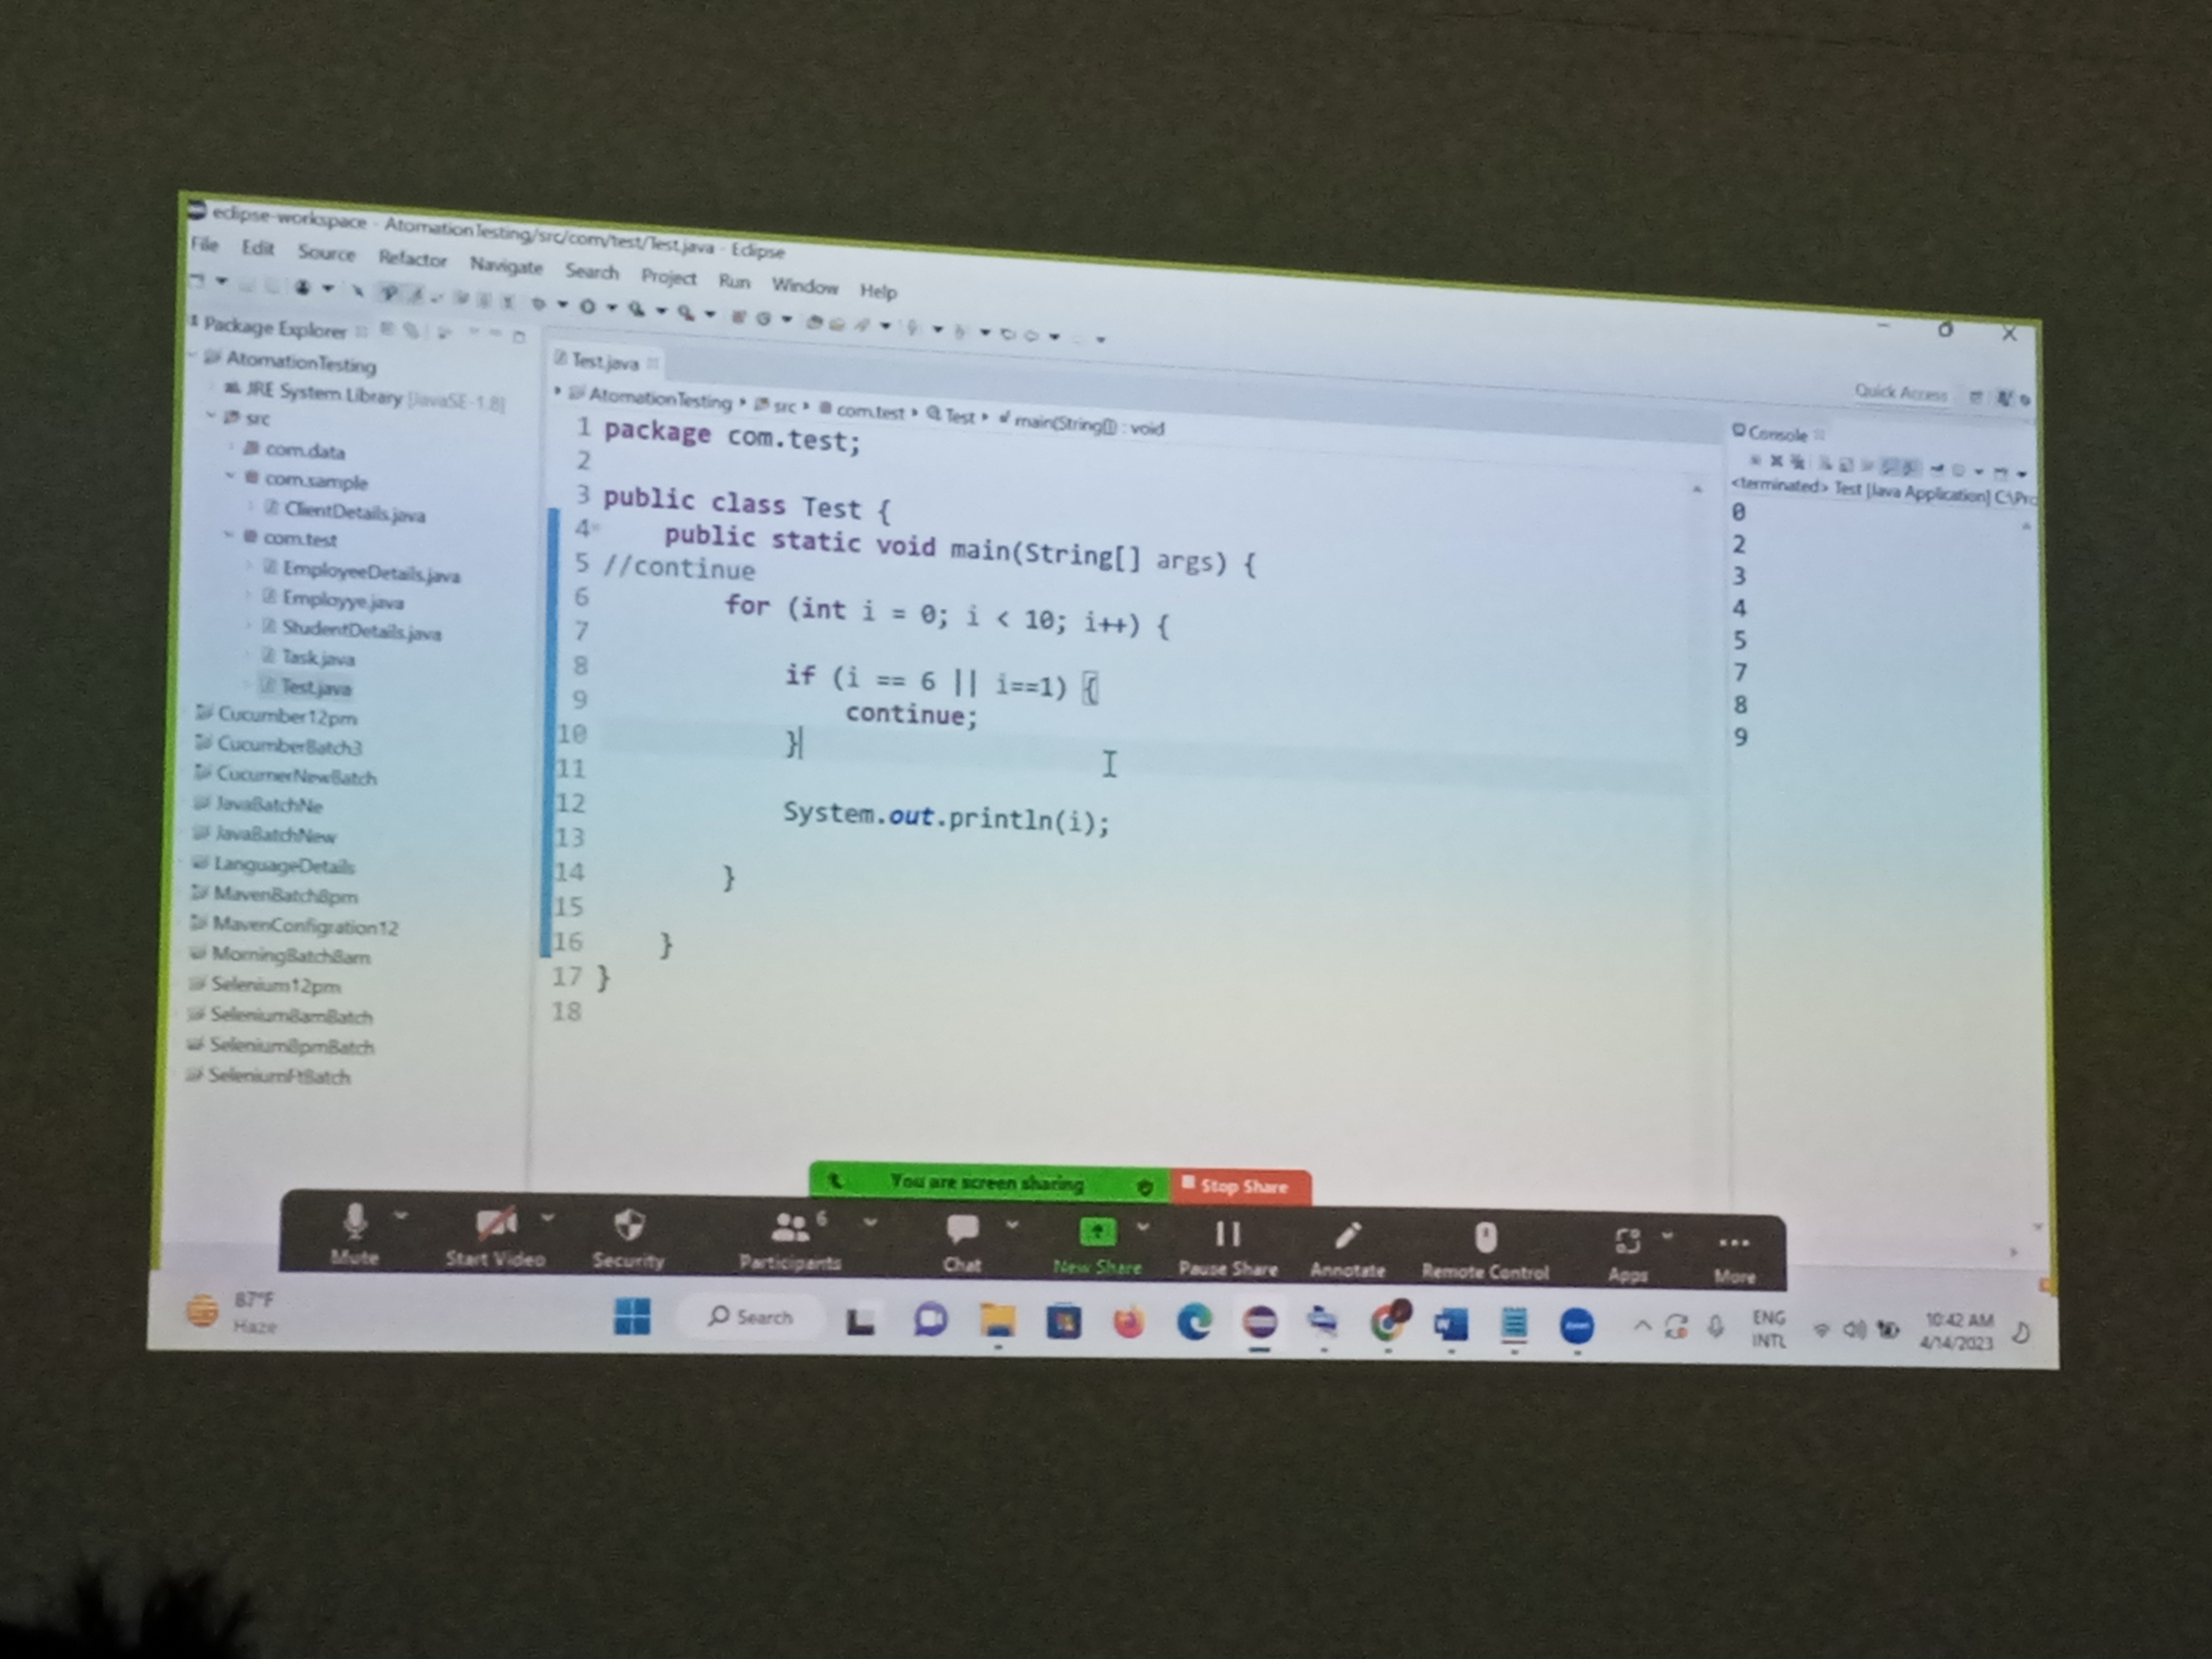 eclipse-workspace - AtomationTesting/src/com/test/Test.java - Eclipse
File Edit Source Refactor Navigate Search Project Run Window Help
Quick Access
Package Explorer
AtomationTesting
JRE System Library [JavaSE-1.8]
src
com.data
com.sample
ClientDetails.java
com.test
EmployeeDetails.java
Employye.java
StudentDetails.java
Task.java
Test.java
Cucumber12pm
CucumberBatch3
CucumerNewBatch
JavaBatchNe
JavaBatchNew
LanguageDetails
MavenBatch8pm
MavenConfigration12
MorningBatch8am
Selenium12pm
Selenium8amBatch
Selenium8pmBatch
SeleniumFtBatch
Test.java
AtomationTesting src com.test Test main(String[]) : void
1 package com.test;
2
3 public class Test {
4 public static void main(String[] args) {
5 //continue
6 for (int i = 0; i < 10; i++) {
7
8 if (i == 6 || i==1) {
9 continue;
10 }
11
12 System.out.println(i);
13
14 }
15
16 }
17 }
18
Console
<terminated> Test [Java Application] C:\Pro
0
2
3
4
5
7
8
9
You are screen sharing Stop Share
Mute Start Video Security Participants 6 Chat New Share Pause Share Annotate Remote Control Apps More
87°F
Haze
Search
ENG
INTL
10:42 AM
4/14/2023